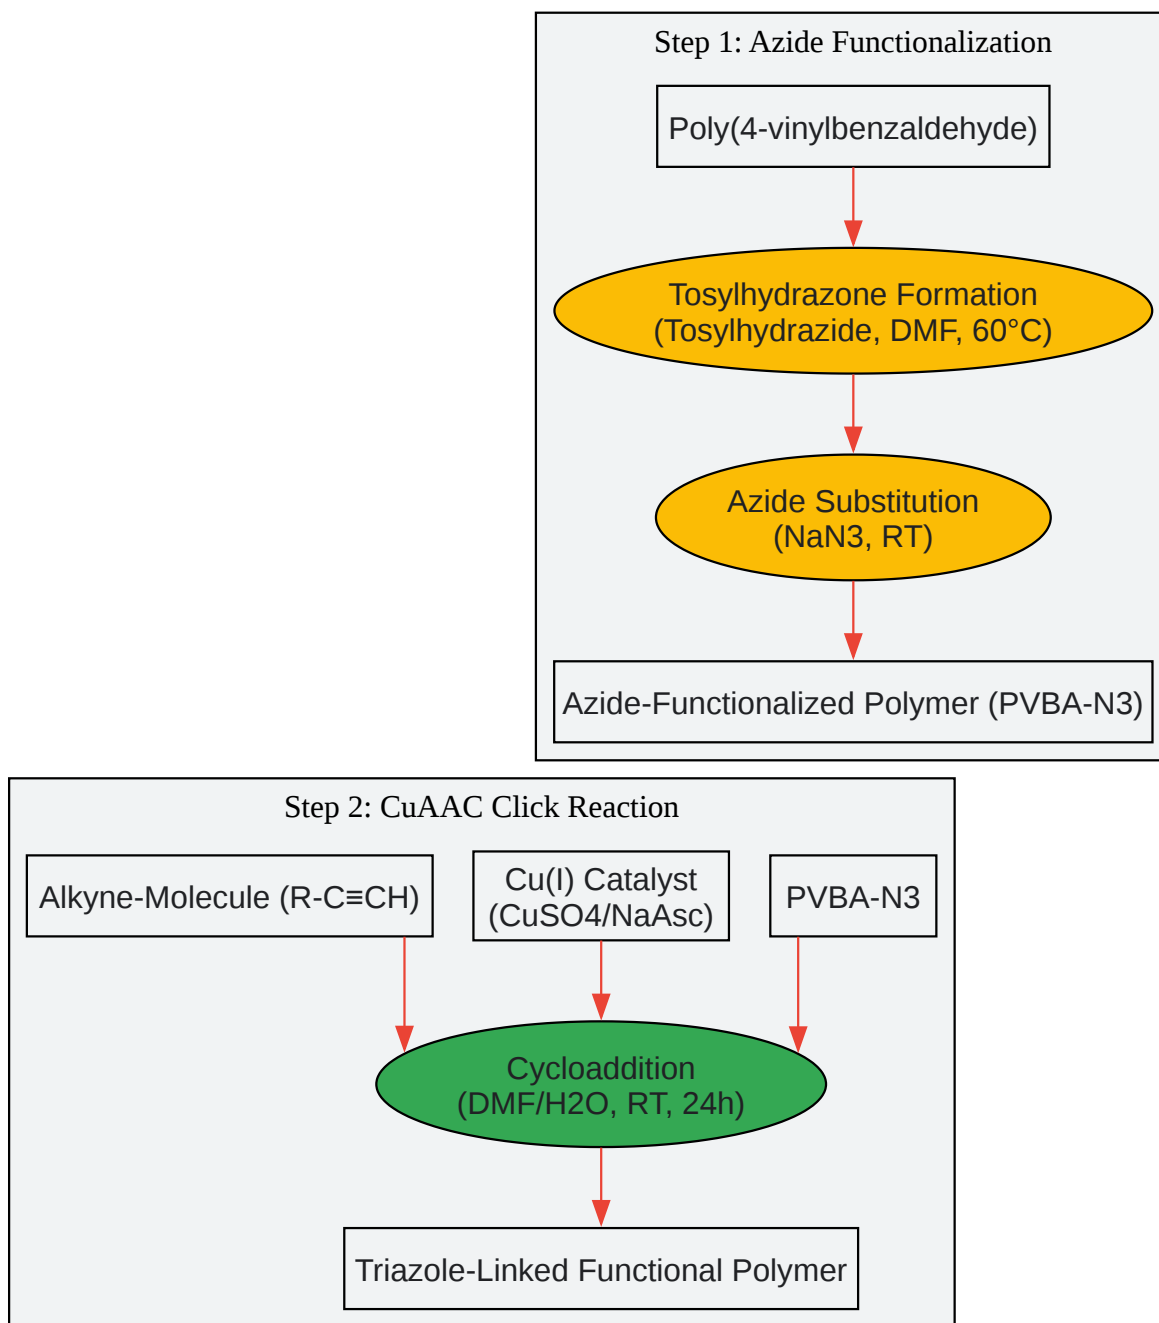 Step 1: Azide Functionalization
Poly(4-vinylbenzaldehyde)
Tosylhydrazone Formation
(Tosylhydrazide, DMF, 60°C)
Azide Substitution
(NaN3, RT)
Azide-Functionalized Polymer (PVBA-N3)
Step 2: CuAAC Click Reaction
Alkyne-Molecule (R-C≡CH)
Cu(I) Catalyst
(CuSO4/NaAsc)
PVBA-N3
Cycloaddition
(DMF/H2O, RT, 24h)
Triazole-Linked Functional Polymer